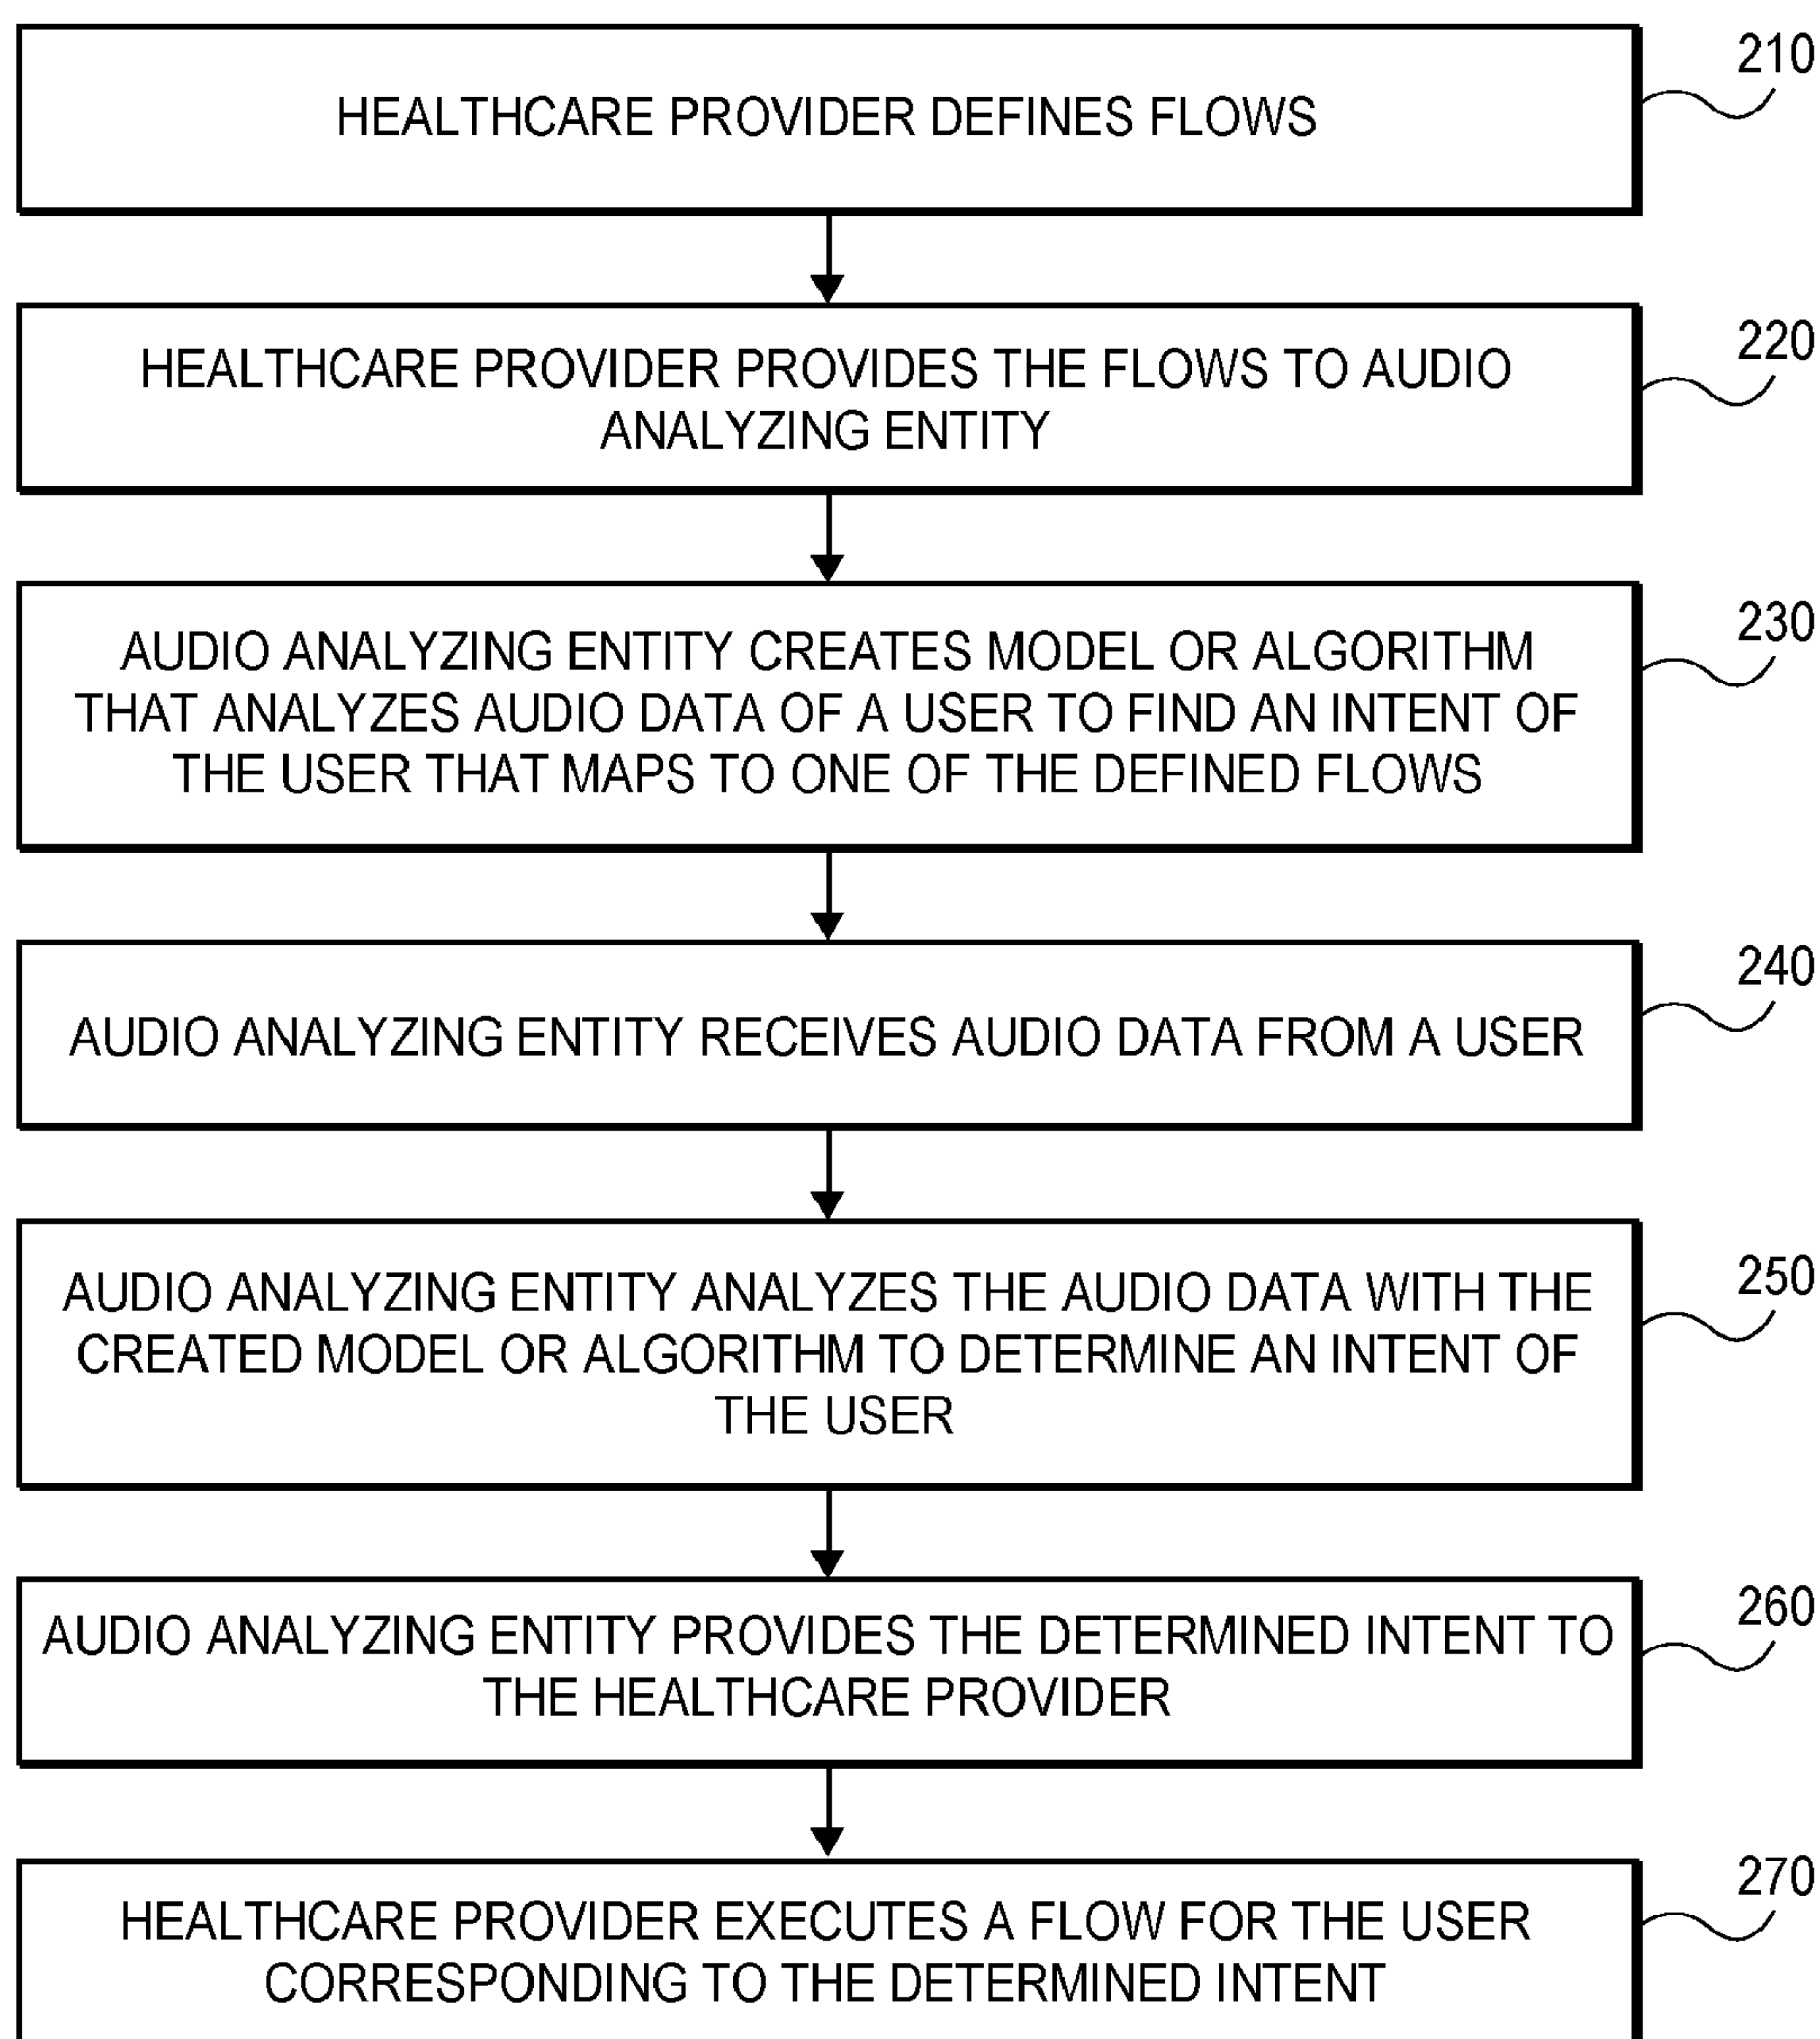 210
HEALTHCARE PROVIDER DEFINES FLOWS
220
HEALTHCARE PROVIDER PROVIDES THE FLOWS TO AUDIO
ANALYZING ENTITY
230
AUDIO ANALYZING ENTITY CREATES MODEL OR ALGORITHM
THAT ANALYZES AUDIO DATA OF A USER TO FIND AN INTENT OF
THE USER THAT MAPS TO ONE OF THE DEFINED FLOWS
240
AUDIO ANALYZING ENTITY RECEIVES AUDIO DATA FROM A USER
250
AUDIO ANALYZING ENTITY ANALYZES THE AUDIO DATA WITH THE
CREATED MODEL OR ALGORITHM TO DETERMINE AN INTENT OF
THE USER
260
AUDIO ANALYZING ENTITY PROVIDES THE DETERMINED INTENT TO
THE HEALTHCARE PROVIDER
270
HEALTHCARE PROVIDER EXECUTES A FLOW FOR THE USER
CORRESPONDING TO THE DETERMINED INTENT